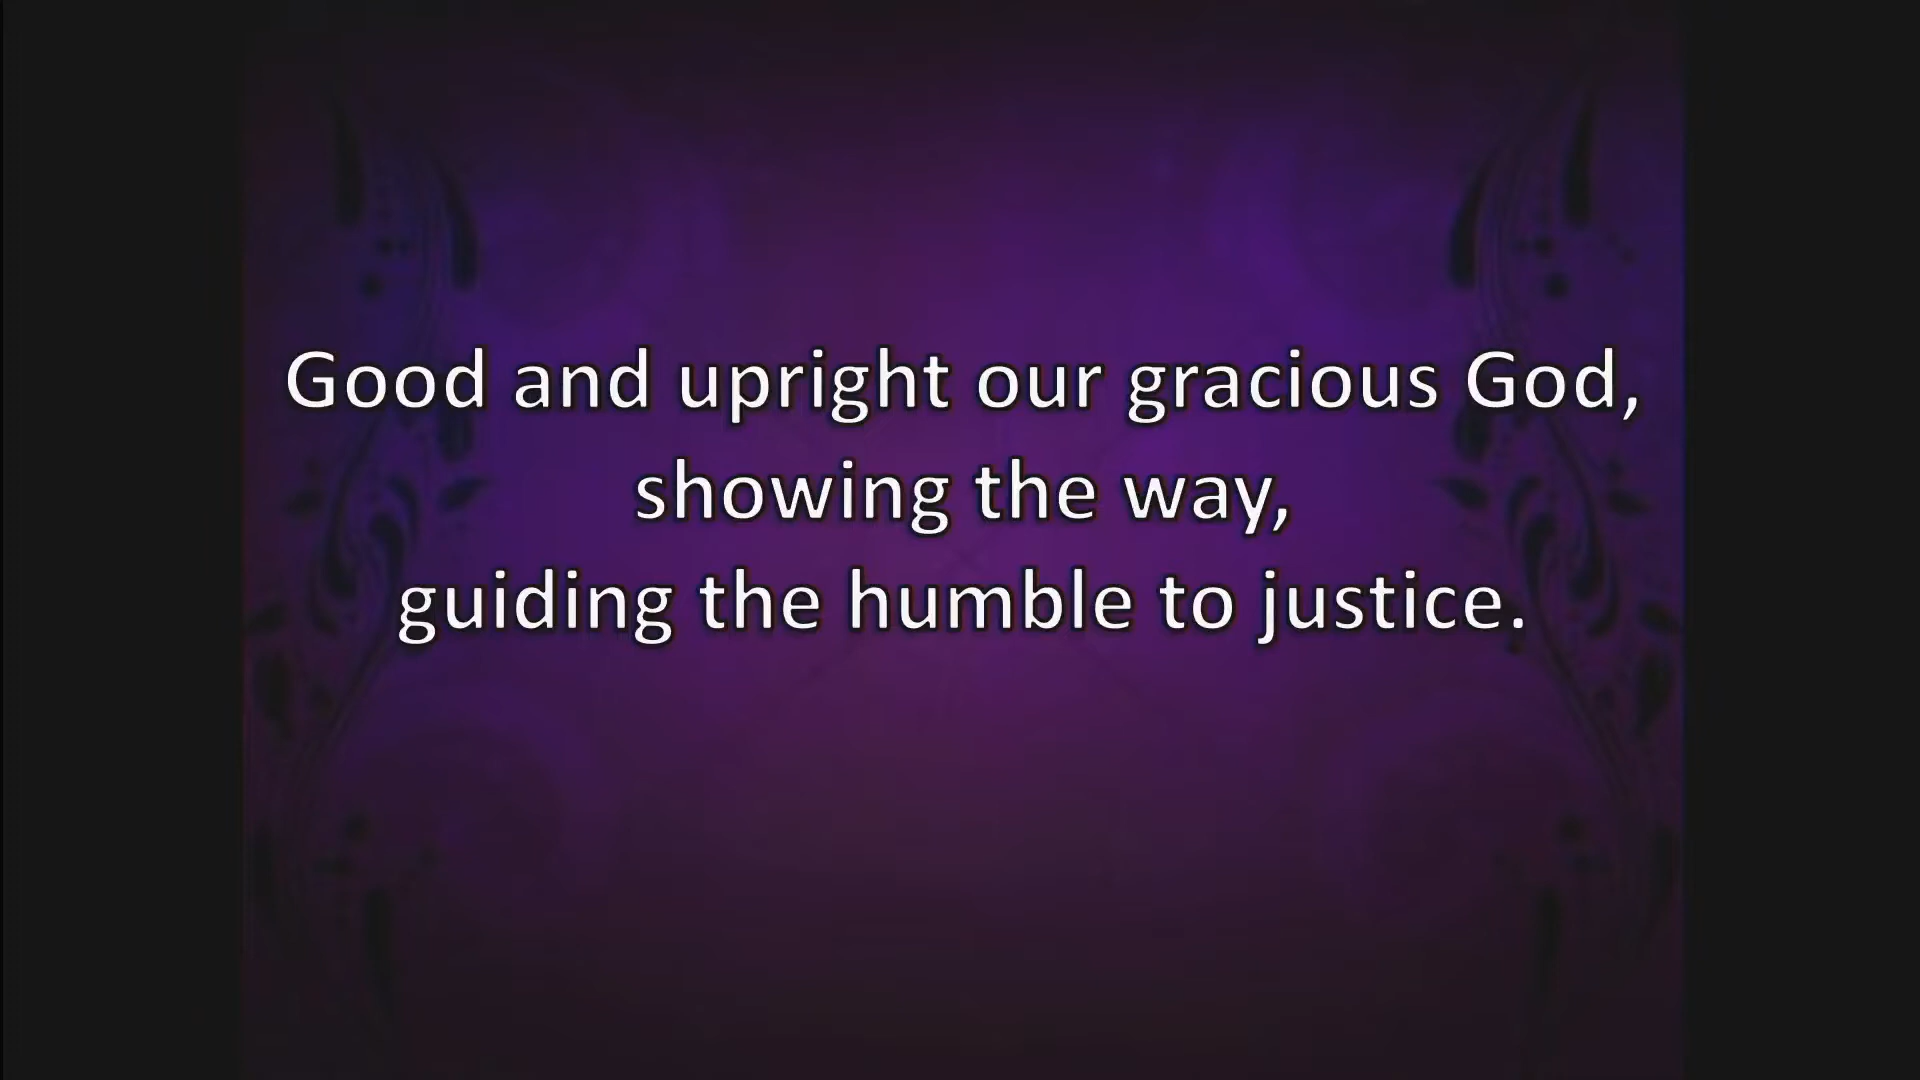 Good and upright our gracious God,
showing the way,
guiding the humble to justice.